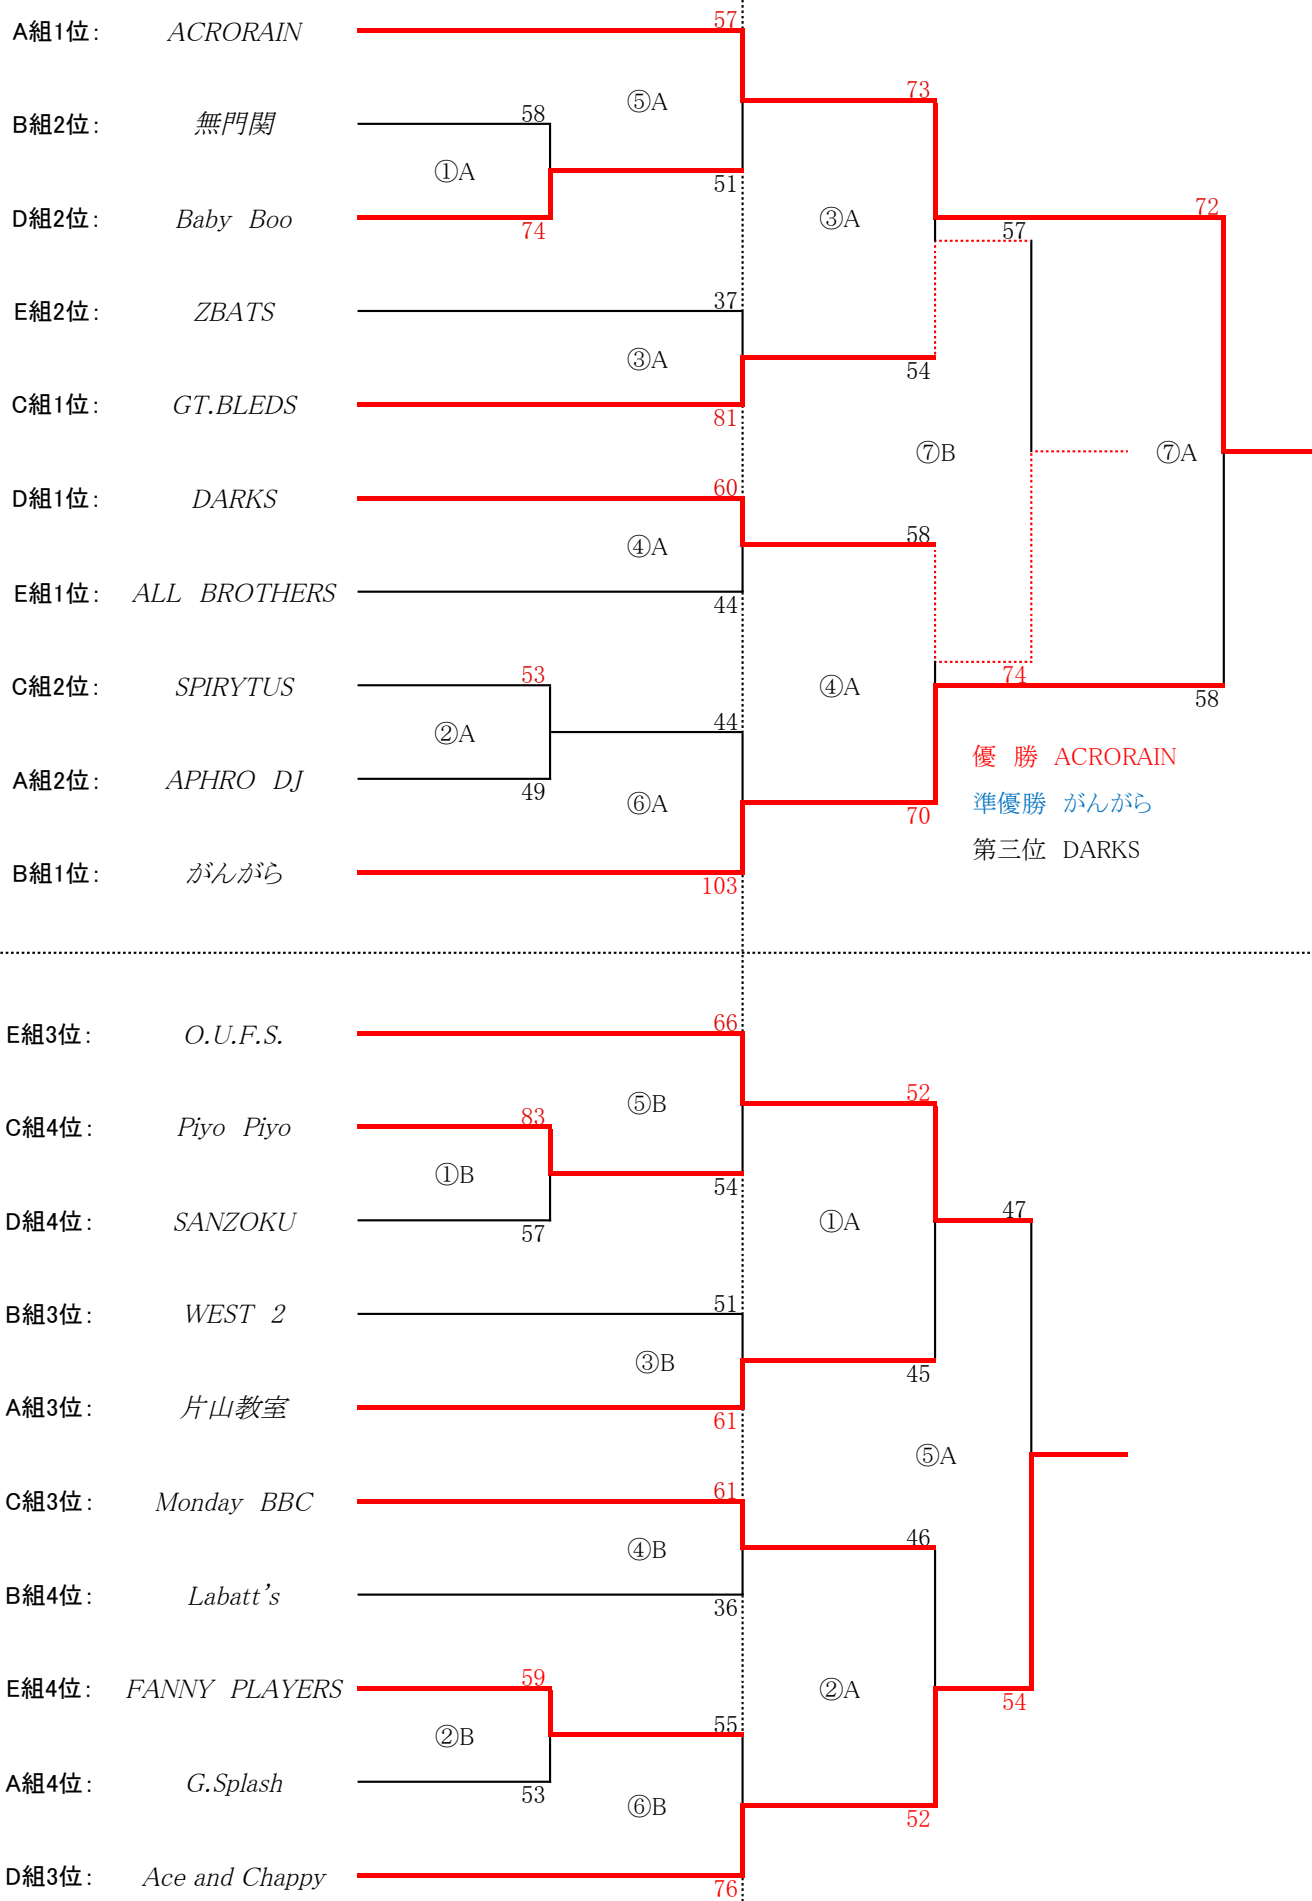 A組1位： ACRORAIN 57
73
B組2位： 無門関 58 ⑤A
①A 51
D組2位： Baby Boo 74 ③A 72
57
E組2位： ZBATS 37
③A 54
C組1位： GT.BLEDS 81
⑦B ⑦A
D組1位： DARKS 60
④A 58
E組1位： ALL BROTHERS 44
C組2位： SPIRYTUS 53 ④A 74 58
②A 44
優 勝 ACRORAIN
A組2位： APHRO DJ 49 ⑥A 70
準優勝 がんがら
第三位 DARKS
B組1位： がんがら 103
E組3位： O.U.F.S. 66
52
C組4位： Piyo Piyo 83 ⑤B
①B 54
D組4位： SANZOKU 57 ①A 47
B組3位： WEST 2 51
③B 45
A組3位： 片山教室 61
⑤A
C組3位： Monday BBC 61
④B 46
B組4位： Labatt's 36
E組4位： FANNY PLAYERS 59 ②A 54
②B 55
A組4位： G.Splash 53 ⑥B 52
D組3位： Ace and Chappy 76